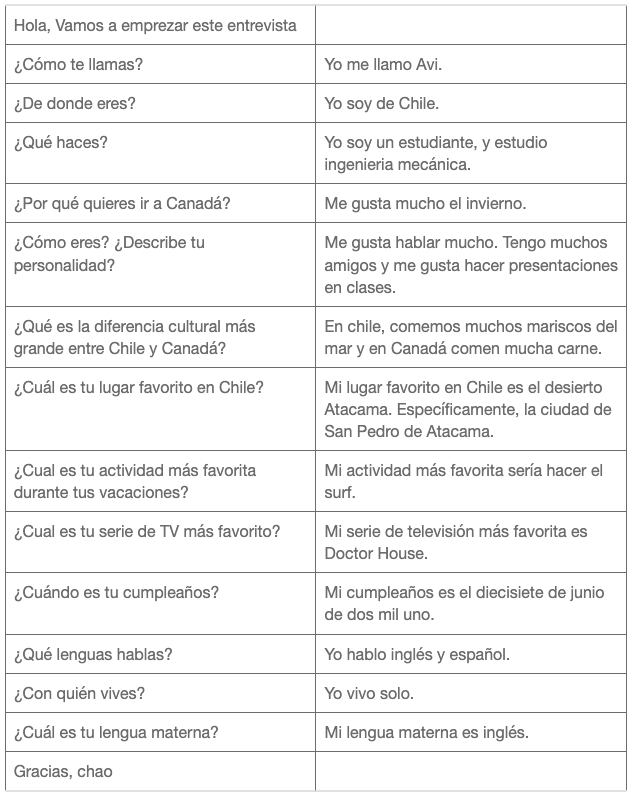 Hola, Vamos a emprezar este entrevista
¿Cómo te llamas?
Yo me llamo Avi.
¿De donde eres?
Yo soy de Chile.
¿Qué haces?
Yo soy un estudiante, y estudio
ingenieria mecánica.
¿Por qué quieres ir a Canadá?
Me gusta mucho el invierno.
¿Cómo eres? ¿Describe tu
personalidad?
Me gusta hablar mucho. Tengo muchos
amigos y me gusta hacer presentaciones
en clases.
¿Qué es la diferencia cultural más
grande entre Chile y Canadá?
En chile, comemos muchos mariscos del
mar y en Canadá comen mucha carne.
¿Cuál es tu lugar favorito en Chile?
Mi lugar favorito en Chile es el desierto
Atacama. Específicamente, la ciudad de
San Pedro de Atacama.
¿Cual es tu actividad más favorita
durante tus vacaciones?
Mi actividad más favorita sería hacer el
surf.
¿Cual es tu serie de TV más favorito?
Mi serie de televisión más favorita es
Doctor House.
¿Cuándo es tu cumpleaños?
Mi cumpleaños es el diecisiete de junio
de dos mil uno.
¿Qué lenguas hablas?
Yo hablo inglés y español.
¿Con quién vives?
Yo vivo solo.
¿Cuál es tu lengua materna?
Mi lengua materna es inglés.
Gracias, chao